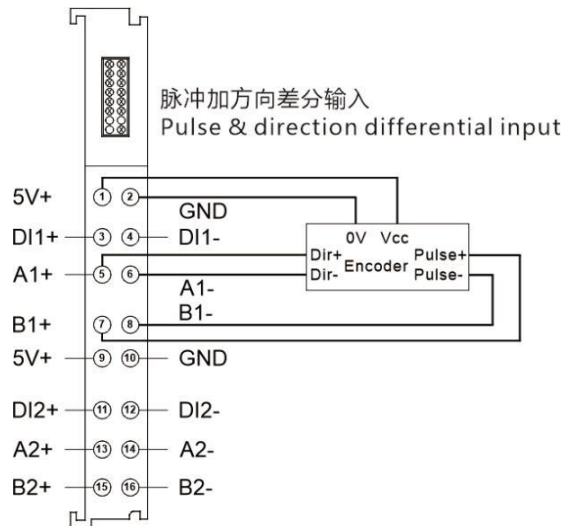 脉冲加方向差分输入
Pulse & direction differential input
5V+ 1 2 GND
0V Vcc
DI1+ 3 4 DI1-
Dir+ Pulse+
Encoder
Dir- Pulse-
A1+ 5 6 A1-
B1+ 7 8 B1-
5V+ 9 10 GND
DI2+ 11 12 DI2-
A2+ 13 14 A2-
B2+ 15 16 B2-